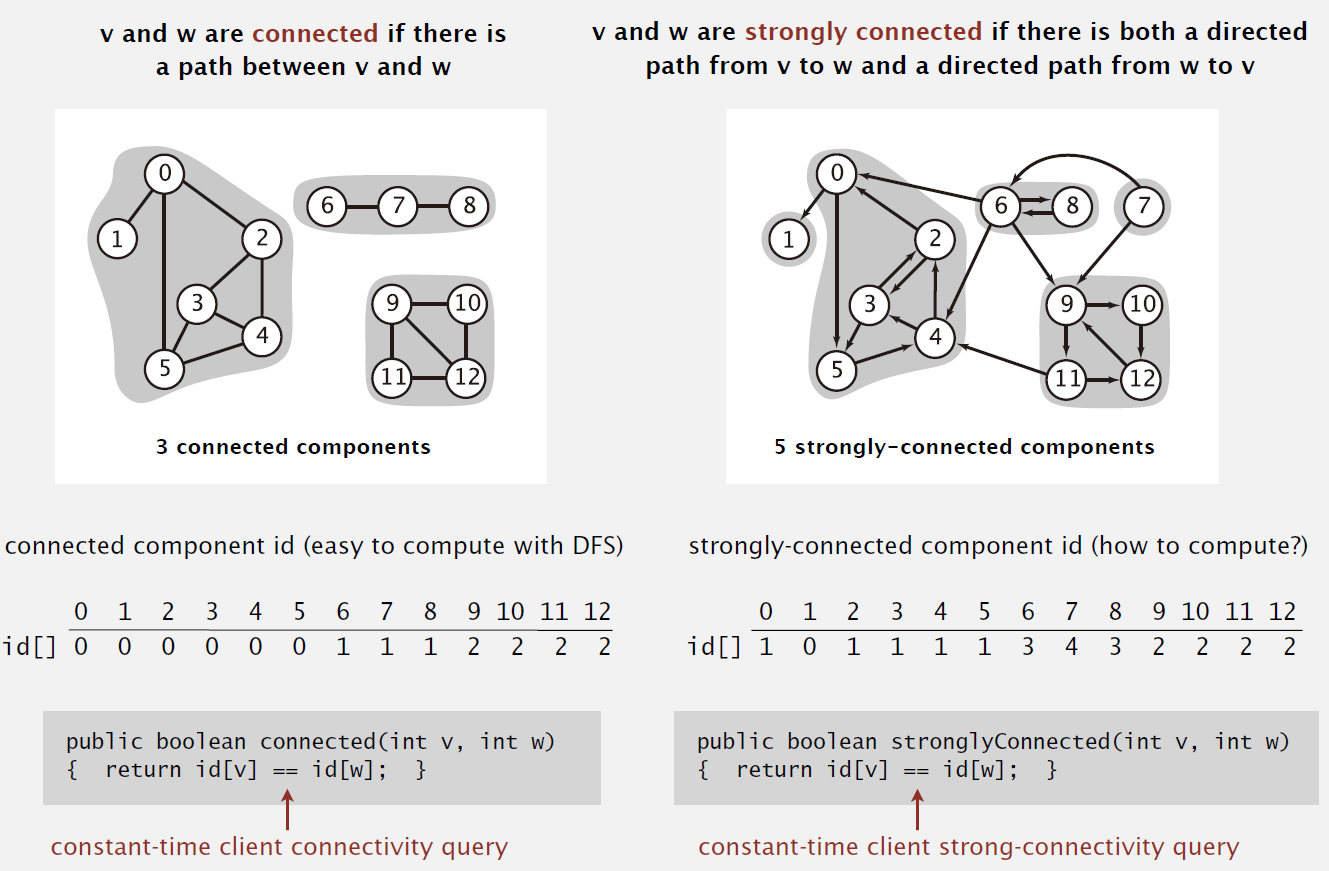 v and w are connected if there is
a path between v and w
0
6
7
8
1
2
3
9
10
4
5
11
12
3 connected components
connected component id (easy to compute with DFS)
0 1 2 3 4 5 6 7 8 9 10 11 12
id[] 0 0 0 0 0 0 1 1 1 2 2 2 2
public boolean connected(int v, int w)
{ return id[v] == id[w]; }
constant-time client connectivity query
v and w are strongly connected if there is both a directed
path from v to w and a directed path from w to v
0
6
8
7
1
2
3
9
10
4
5
11
12
5 strongly-connected components
strongly-connected component id (how to compute?)
0 1 2 3 4 5 6 7 8 9 10 11 12
id[] 1 0 1 1 1 1 3 4 3 2 2 2 2
public boolean stronglyConnected(int v, int w)
{ return id[v] == id[w]; }
constant-time client strong-connectivity query